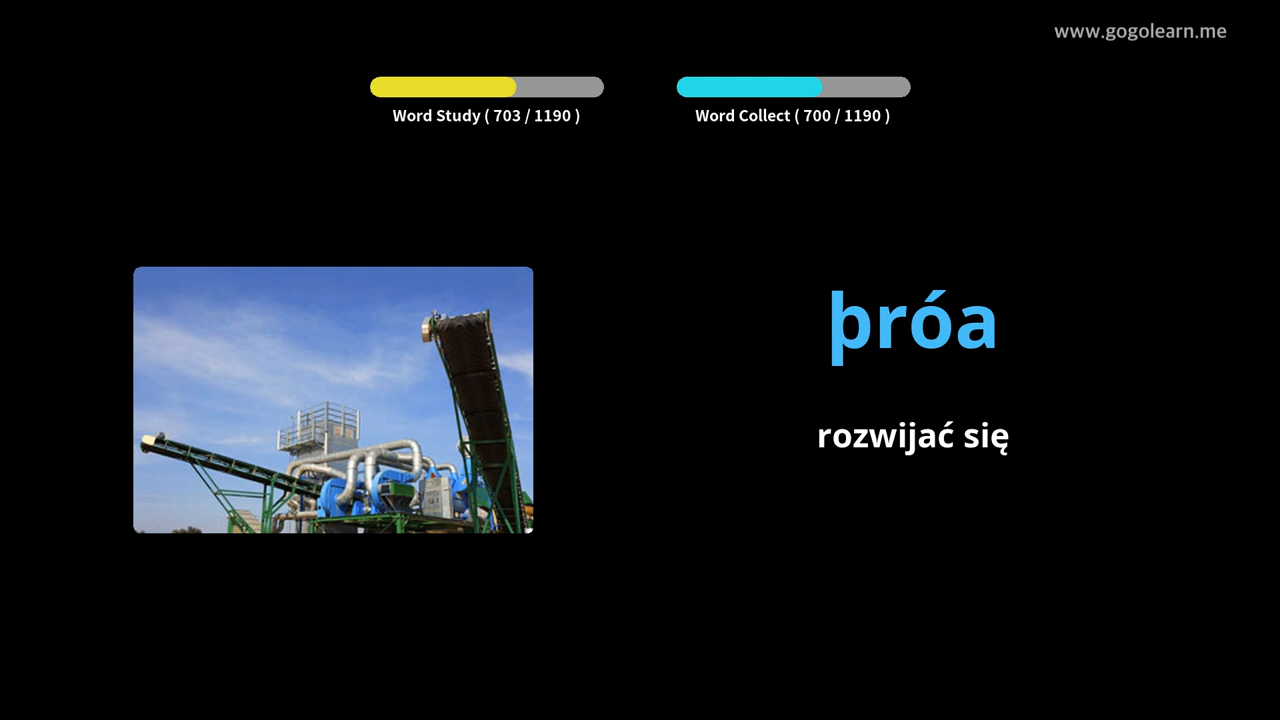 www.gogolearn.me
Word Study ( 703 / 1190 )
Word Collect ( 700 / 1190 )
þróa
rozwijać się